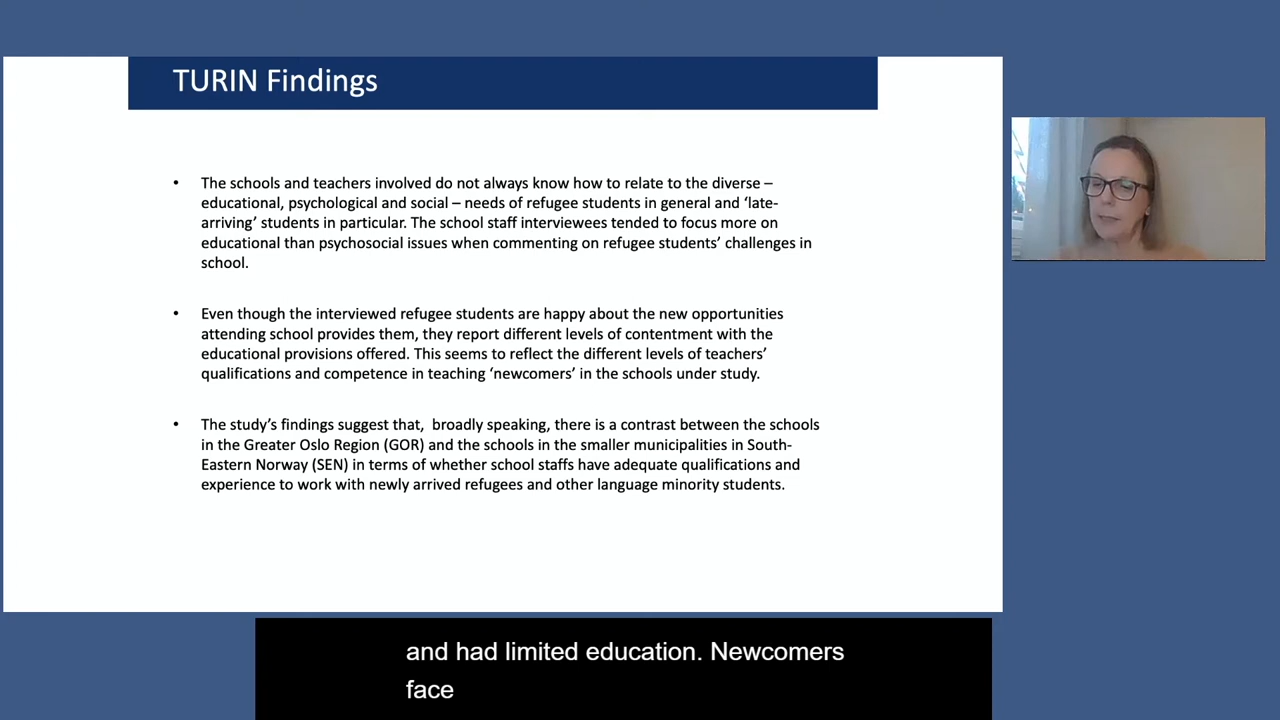 TURIN Findings
• The schools and teachers involved do not always know how to relate to the diverse –
educational, psychological and social – needs of refugee students in general and ‘late-
arriving’ students in particular. The school staff interviewees tended to focus more on
educational than psychosocial issues when commenting on refugee students’ challenges in
school.
• Even though the interviewed refugee students are happy about the new opportunities
attending school provides them, they report different levels of contentment with the
educational provisions offered. This seems to reflect the different levels of teachers’
qualifications and competence in teaching ‘newcomers’ in the schools under study.
• The study’s findings suggest that, broadly speaking, there is a contrast between the schools
in the Greater Oslo Region (GOR) and the schools in the smaller municipalities in South-
Eastern Norway (SEN) in terms of whether school staffs have adequate qualifications and
experience to work with newly arrived refugees and other language minority students.
and had limited education. Newcomers
face